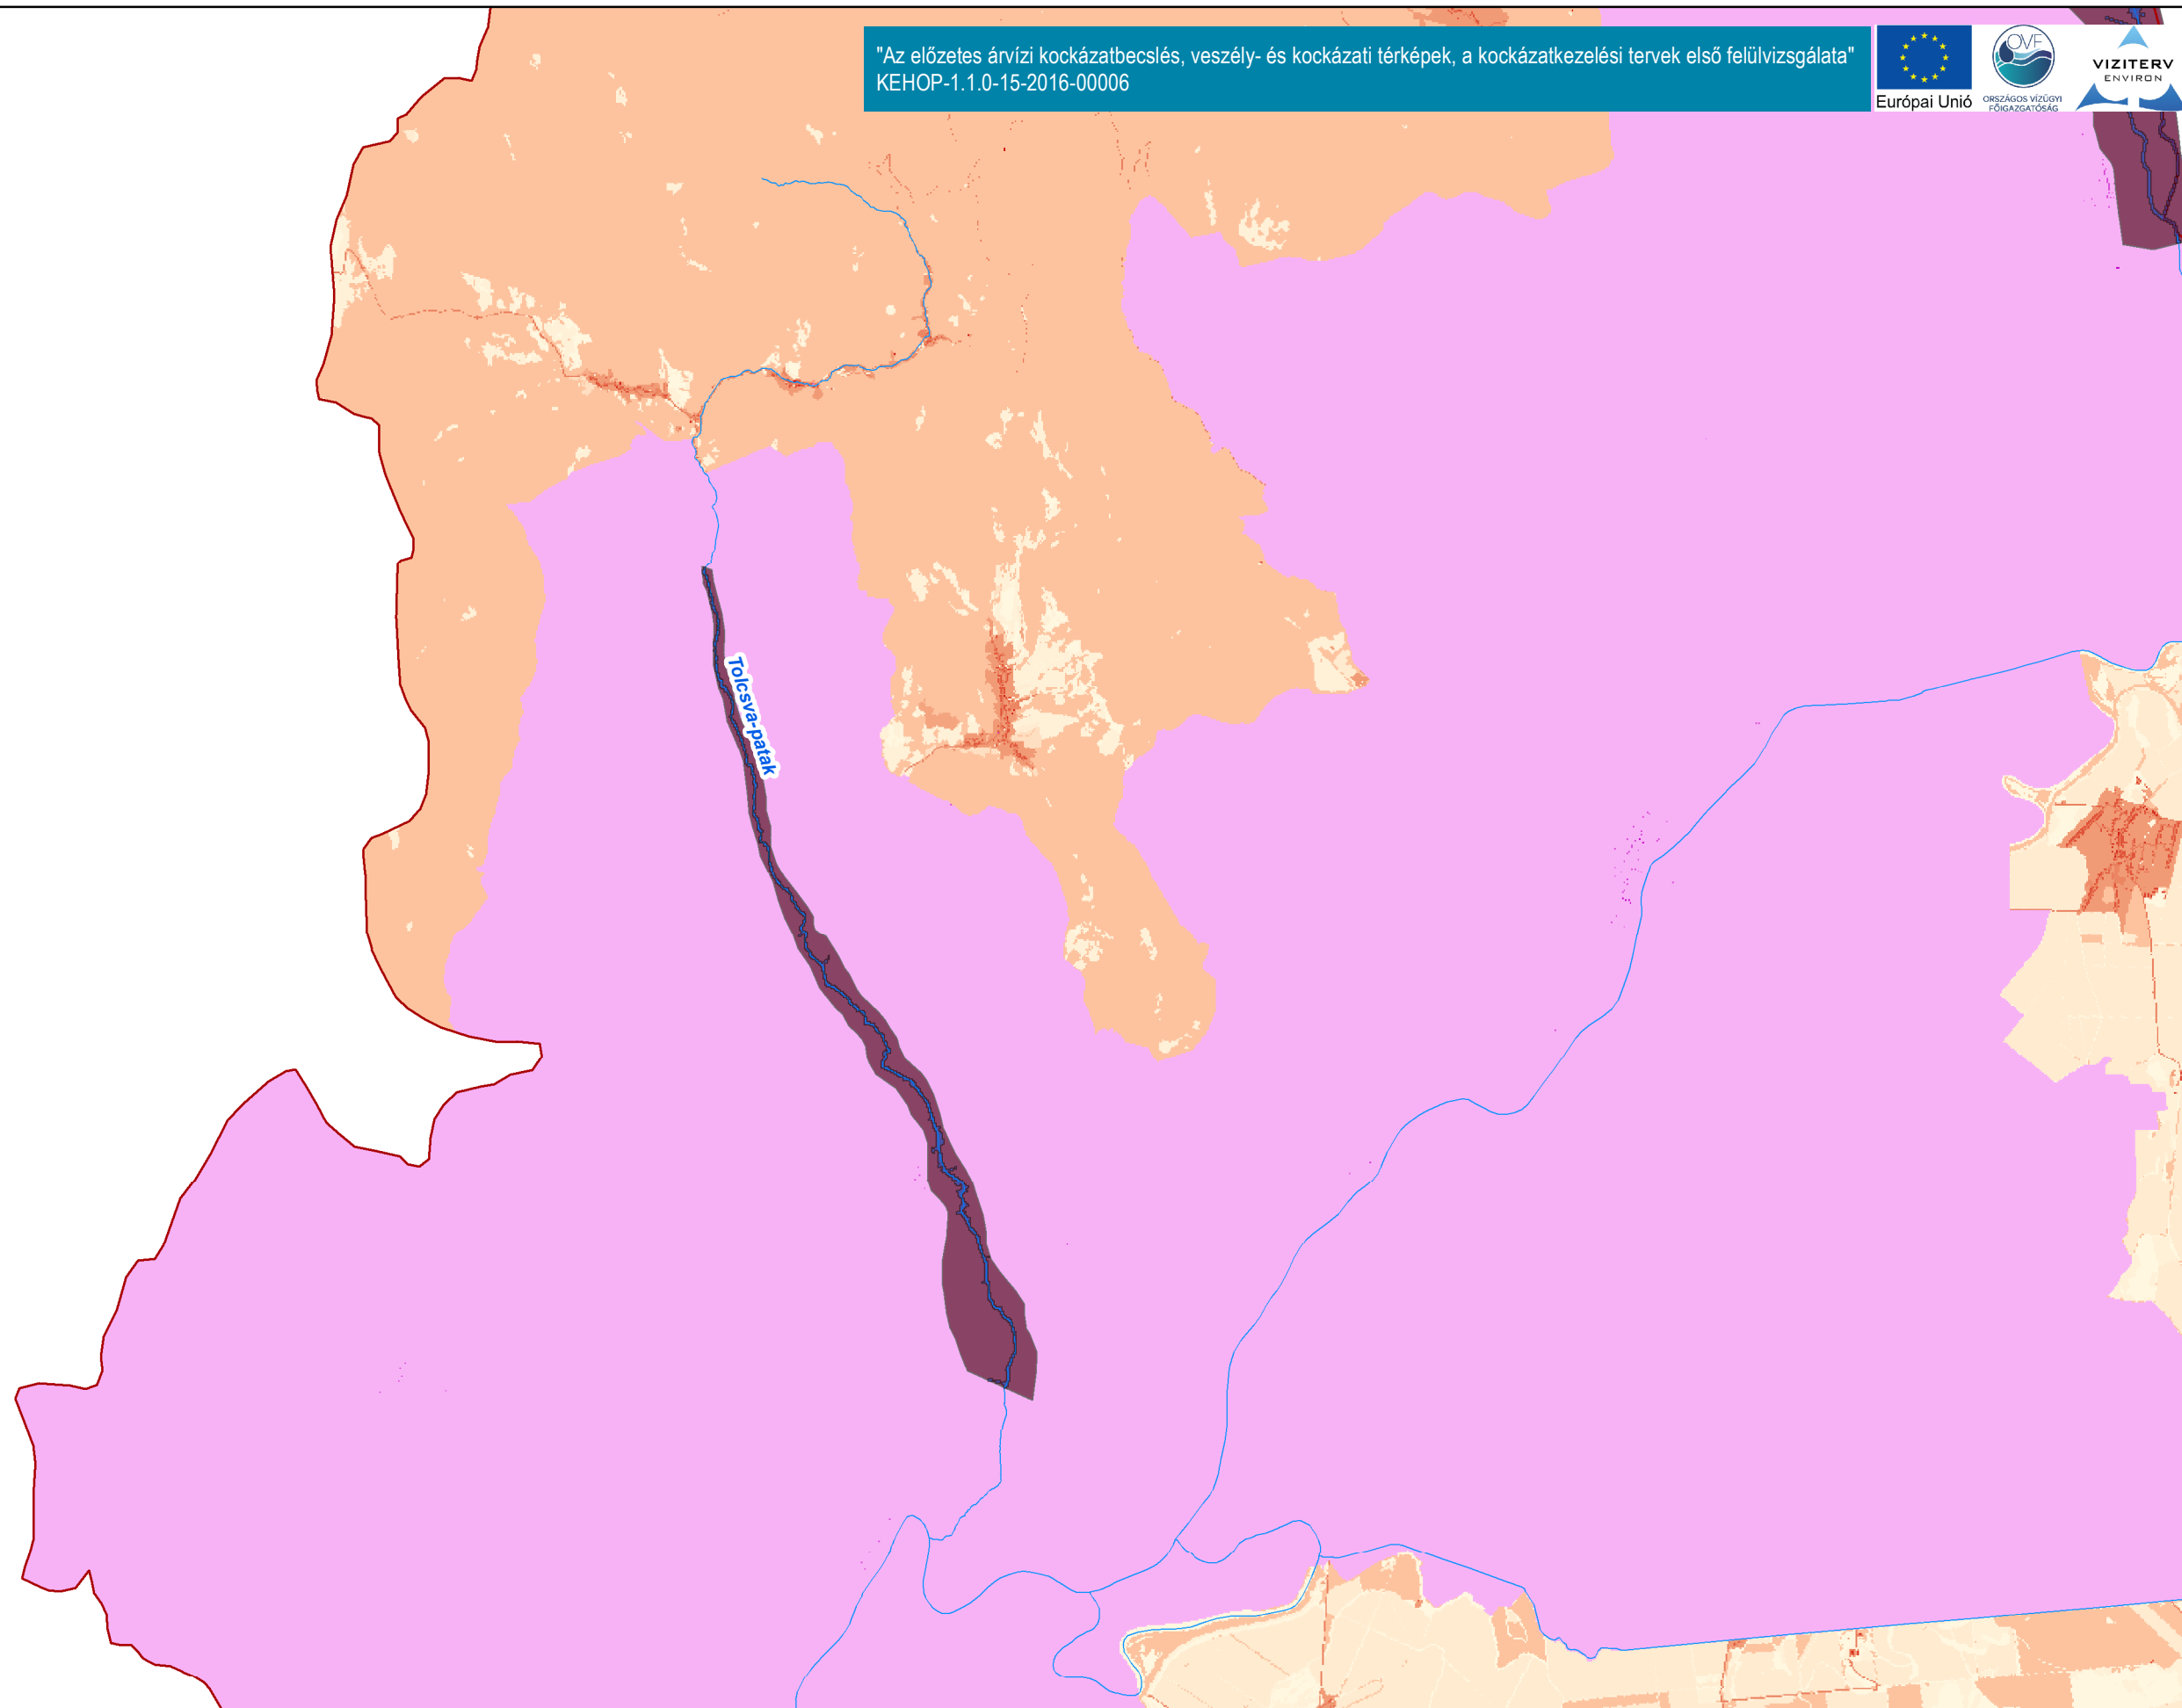 "Az előzetes árvízi kockázatbecslés, veszély- és kockázati térképek, a kockázatkezelési tervek első felülvizsgálata"
KEHOP-1.1.0-15-2016-00006
Európai Unió
OVF
ORSZÁGOS VÍZÜGYI
FŐIGAZGATÓSÁG
VIZITERV
ENVIRON
Tolcsva-patak